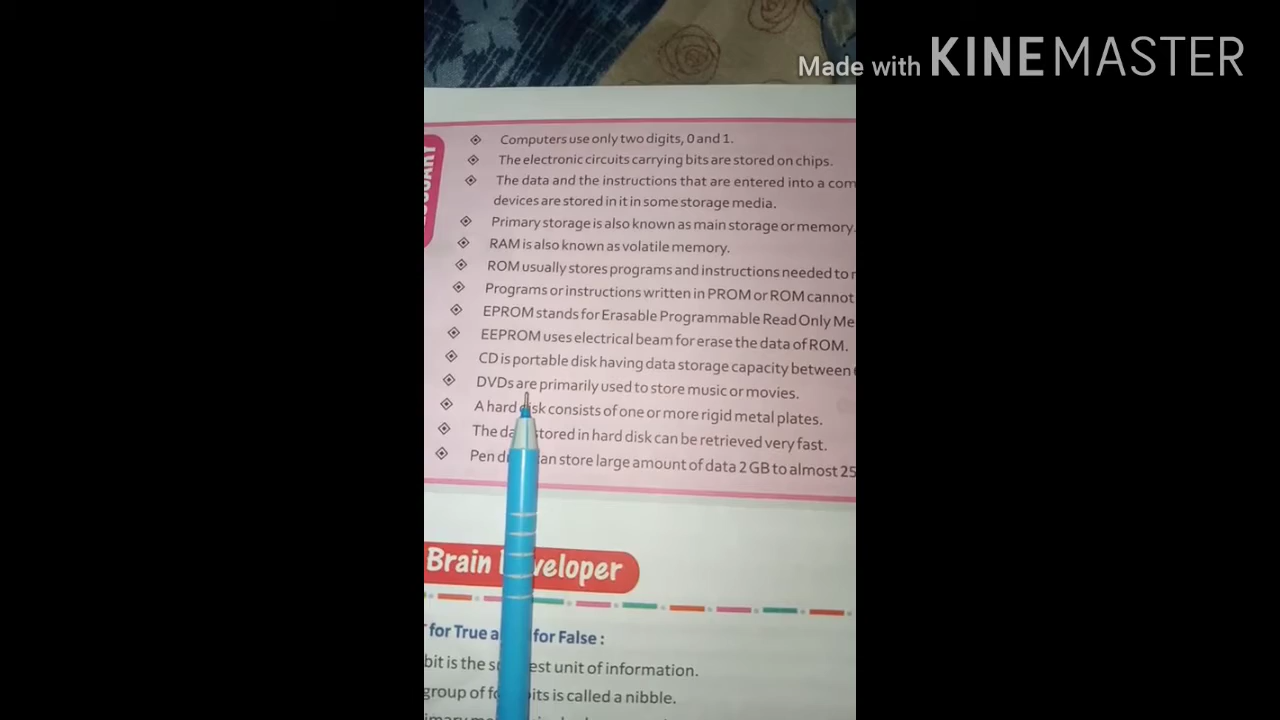 Made with KINEMASTER
Computers use only two digits, 0 and 1.
The electronic circuits carrying bits are stored on chips.
The data and the instructions that are entered into a com
devices are stored in it in some storage media.
Primary storage is also known as main storage or memory.
RAM is also known as volatile memory.
ROM usually stores programs and instructions needed to
Programs or instructions written in PROM or ROM cannot
EPROM stands for Erasable Programmable Read Only Me
EEPROM uses electrical beam for erase the data of ROM.
CD is portable disk having data storage capacity between
DVDs are primarily used to store music or movies.
A hard disk consists of one or more rigid metal plates.
The da stored in hard disk can be retrieved very fast.
Pen d can store large amount of data 2 GB to almost 25
Brain veloper
for True a for False :
bit is the s est unit of information.
group of fo its is called a nibble.